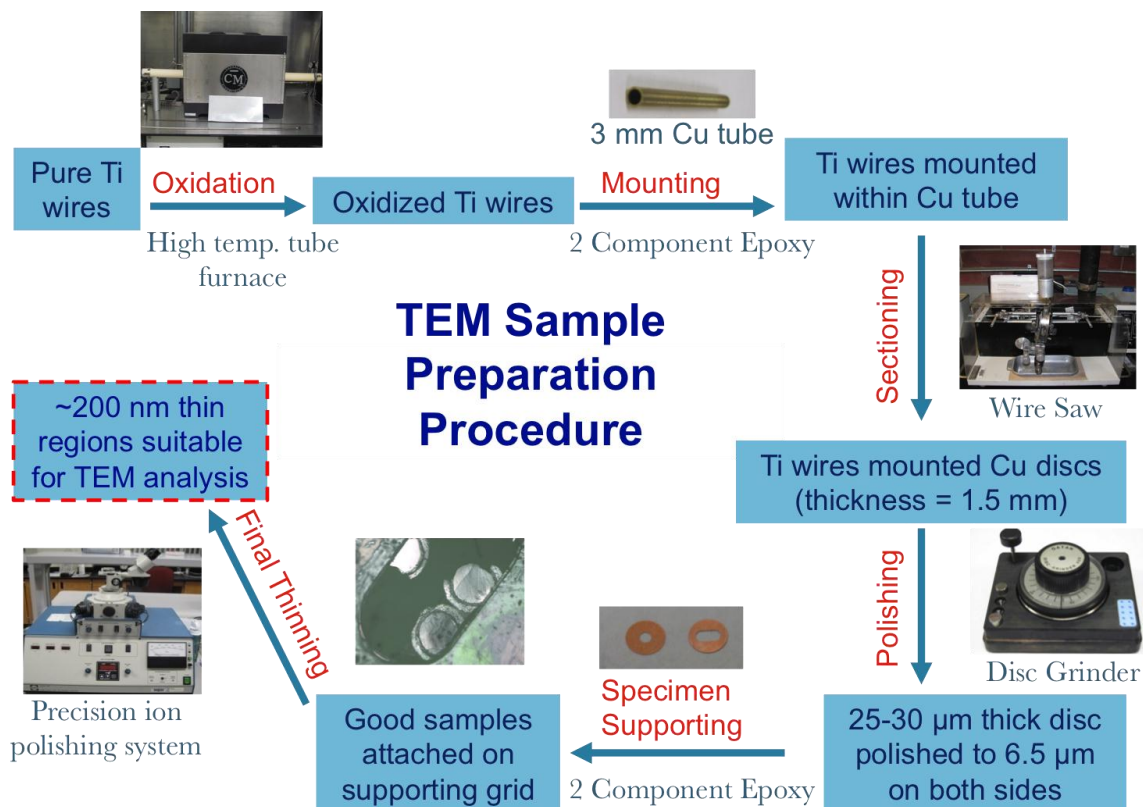 3 mm Cu tube
Pure Ti
wires
Oxidation
High temp. tube
furnace
CM
Oxidized Ti wires
Mounting
2 Component Epoxy
Ti wires mounted
within Cu tube
Sectioning
Wire Saw
TEM Sample
Preparation
Procedure
Ti wires mounted Cu discs
(thickness = 1.5 mm)
Polishing
Disc Grinder
25-30 µm thick disc
polished to 6.5 µm
on both sides
Specimen
Supporting
2 Component Epoxy
Good samples
attached on
supporting grid
Final Thinning
Precision ion
polishing system
~200 nm thin
regions suitable
for TEM analysis